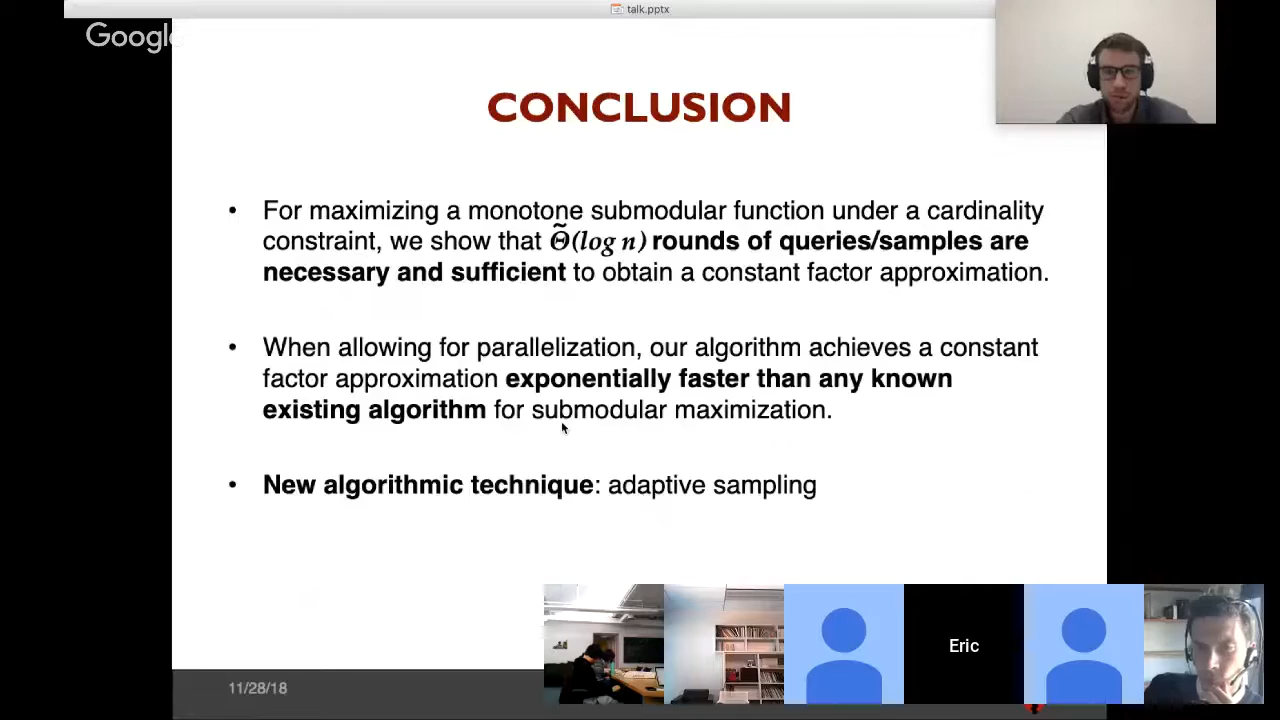 talk.pptx
Google
CONCLUSION
• For maximizing a monotone submodular function under a cardinality
constraint, we show that Θ̃(log n) rounds of queries/samples are
necessary and sufficient to obtain a constant factor approximation.
• When allowing for parallelization, our algorithm achieves a constant
factor approximation exponentially faster than any known
existing algorithm for submodular maximization.
• New algorithmic technique: adaptive sampling
Eric
11/28/18